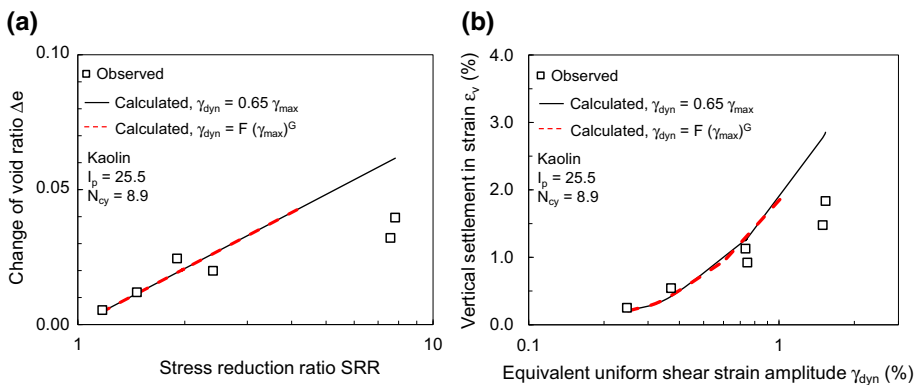 (a)
0.10
0.05
0.00
Change of void ratio Δe
Observed
Calculated, γdyn = 0.65 γmax
Calculated, γdyn = F (γmax)^G
Kaolin
Ip = 25.5
Ncy = 8.9
1
10
Stress reduction ratio SRR
(b)
4.0
3.0
2.0
1.0
0.0
Vertical settlement in strain εv (%)
Observed
Calculated, γdyn = 0.65 γmax
Calculated, γdyn = F (γmax)^G
Kaolin
Ip = 25.5
Ncy = 8.9
0.1
1
10
Equivalent uniform shear strain amplitude γdyn (%)